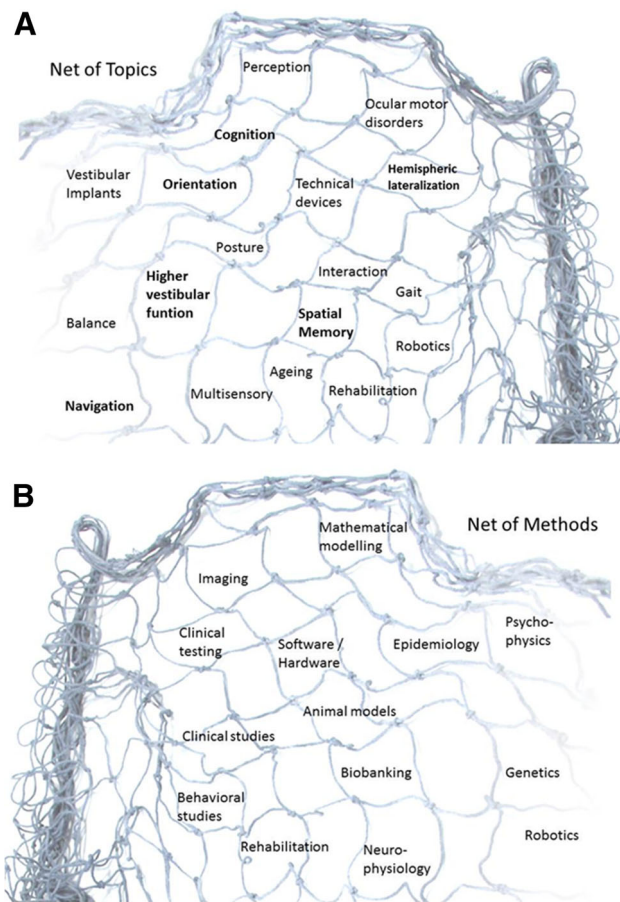 A
Net of Topics
Perception
Ocular motor
disorders
Cognition
Vestibular
Implants
Orientation
Technical
devices
Hemispheric
lateralization
Posture
Higher
vestibular
funtion
Interaction
Gait
Balance
Spatial
Memory
Robotics
Ageing
Navigation
Multisensory
Rehabilitation
B
Net of Methods
Mathematical
modelling
Imaging
Psycho-
physics
Clinical
testing
Software /
Hardware
Epidemiology
Animal models
Clinical studies
Biobanking
Genetics
Behavioral
studies
Robotics
Rehabilitation
Neuro-
physiology